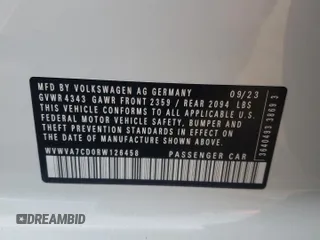 MFD BY VOLKSWAGEN AG GERMANY 09/23
GVWR 4343 GAWR FRONT 2359 / REAR 2094 LBS
THIS VEHICLE CONFORMS TO ALL APPLICABLE U.S.
FEDERAL MOTOR VEHICLE SAFETY, BUMPER AND
THEFT PREVENTION STANDARDS IN EFFECT ON THE
DATE OF MANUFACTURE SHOWN ABOVE.
WVWVA7CD0RW128458 PASSENGER CAR
DREAMBID